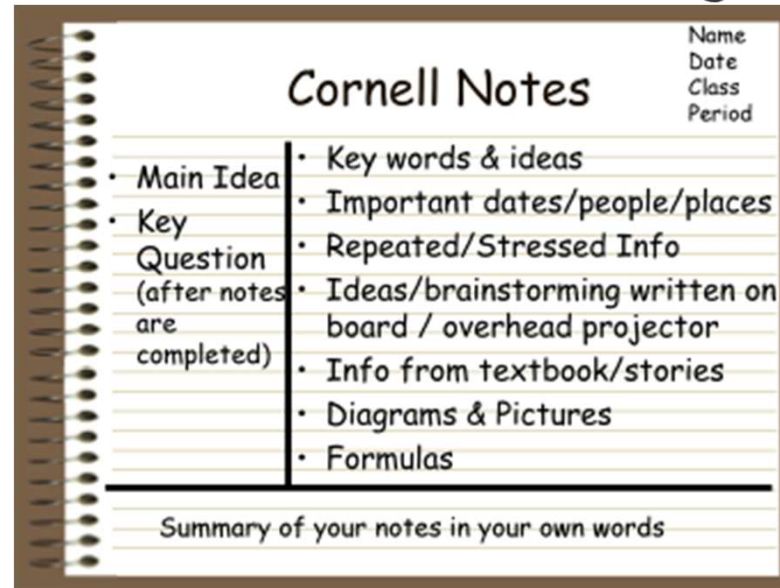 Name
Date
Class
Period
Cornell Notes
• Main Idea
• Key
Question
(after notes
are
completed)
• Key words & ideas
• Important dates/people/places
• Repeated/Stressed Info
• Ideas/brainstorming written on
board / overhead projector
• Info from textbook/stories
• Diagrams & Pictures
• Formulas
Summary of your notes in your own words